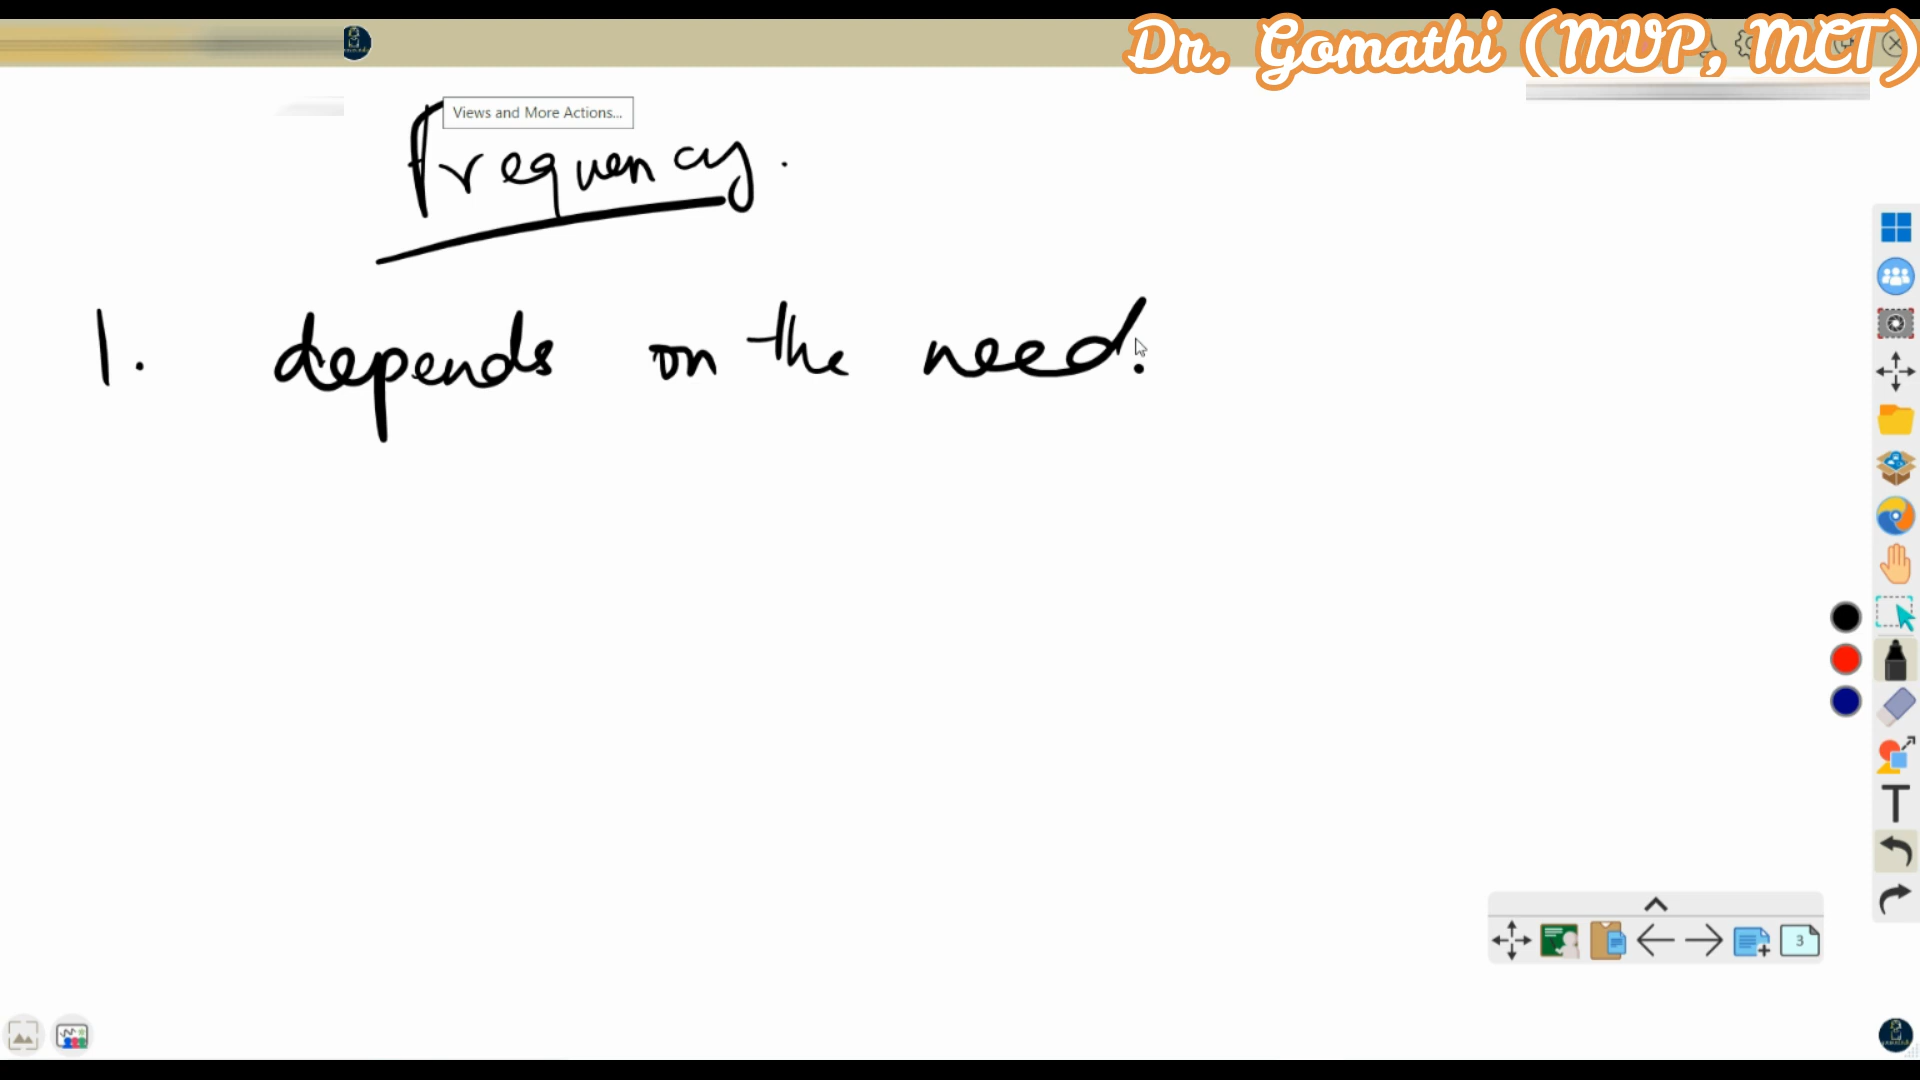 Dr. Gomathi (MVP, MCT)
Views and More Actions...
Frequency.
1. depends on the need.
T
3